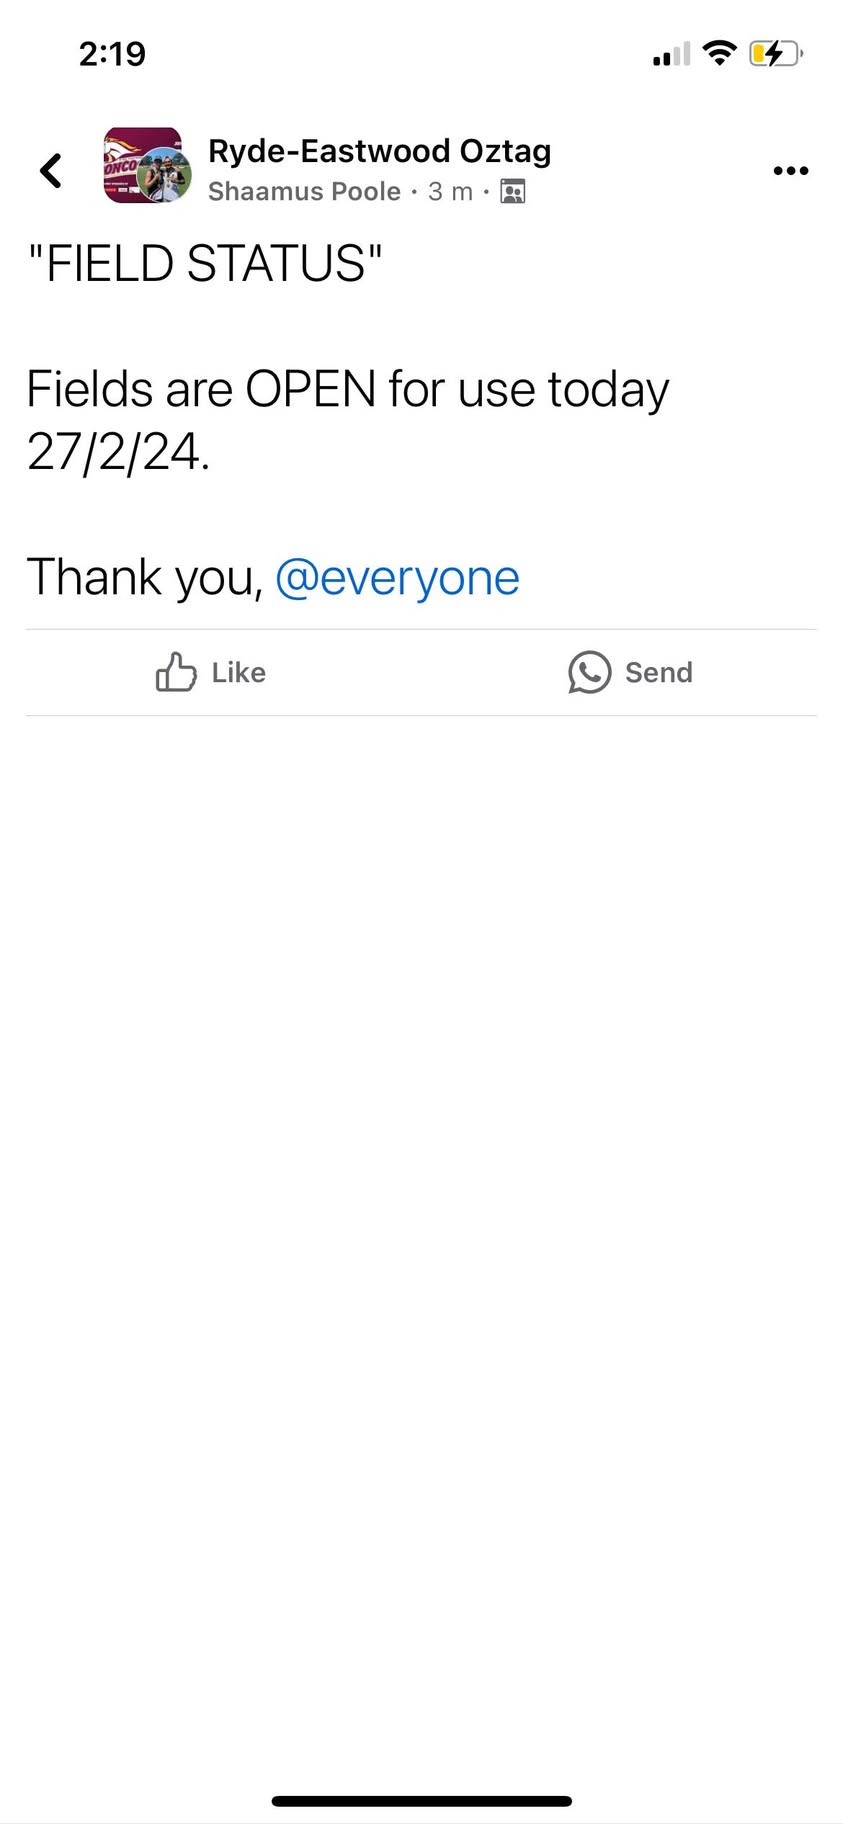 2:19
Ryde-Eastwood Oztag
Shaamus Poole · 3 m ·
"FIELD STATUS"
Fields are OPEN for use today
27/2/24.
Thank you, @everyone
Like
Send